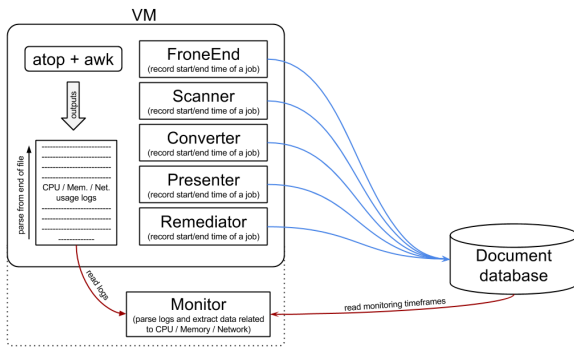 VM
atop + awk
outputs
parse from end of file
CPU / Mem. / Net.
usage logs
FroneEnd
(record start/end time of a job)
Scanner
(record start/end time of a job)
Converter
(record start/end time of a job)
Presenter
(record start/end time of a job)
Remediator
(record start/end time of a job)
Document
database
read logs
Monitor
(parse logs and extract data related
to CPU / Memory / Network)
read monitoring timeframes